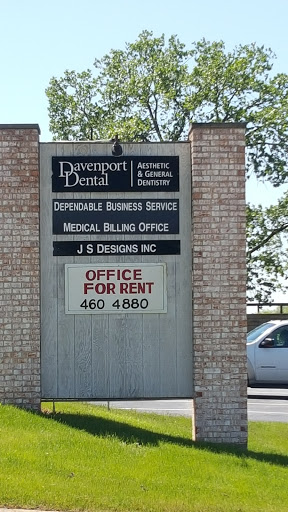 Davenport
Dental
Aesthetic
& General
Dentistry
Dependable Business Service
Medical Billing Office
J S Designs Inc
OFFICE
FOR RENT
460 4880